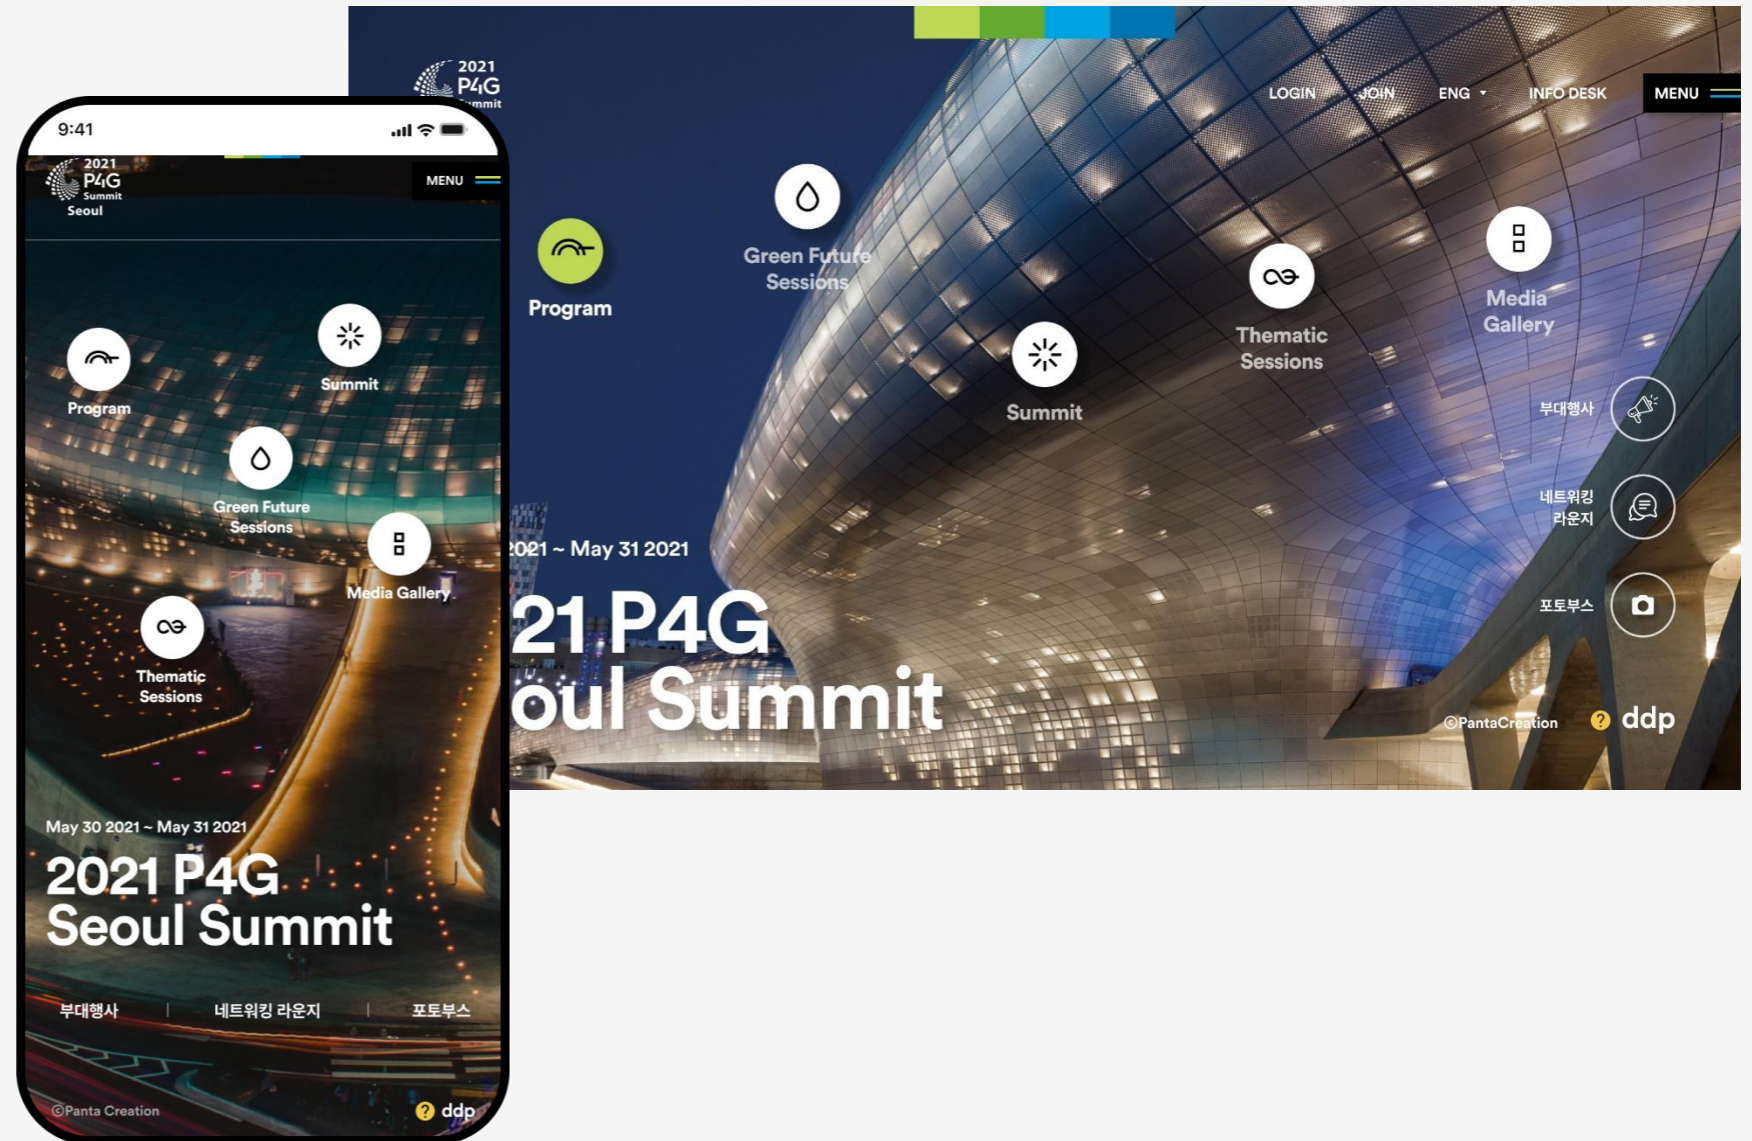 2021
P4G
Summit
LOGIN
JOIN
ENG
INFO DESK
MENU
Program
Green Future
Sessions
Summit
Thematic
Sessions
Media
Gallery
부대행사
네트워킹
라운지
포토부스
2021 ~ May 31 2021
21 P4G
oul Summit
©PantaCreation
? ddp
9:41
2021
P4G
Summit
Seoul
MENU
Program
Summit
Green Future
Sessions
Media Gallery
Thematic
Sessions
May 30 2021 ~ May 31 2021
2021 P4G
Seoul Summit
부대행사 | 네트워킹 라운지 | 포토부스
©Panta Creation
? ddp